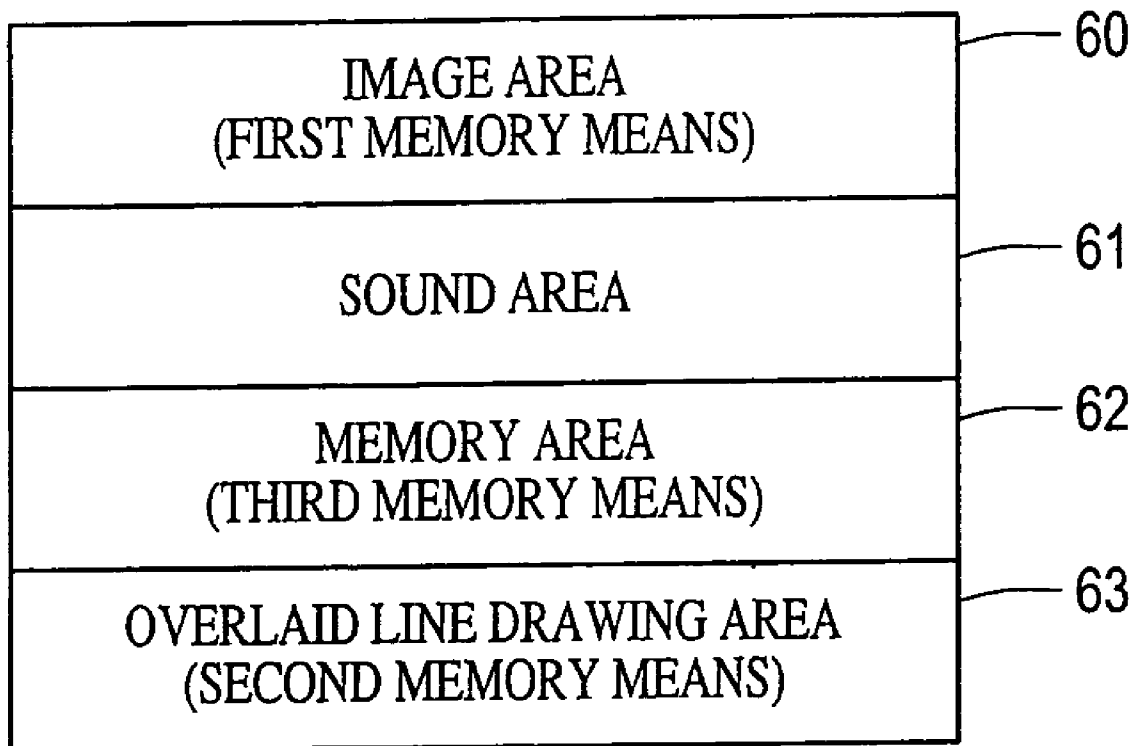 IMAGE AREA
(FIRST MEMORY MEANS)
60
SOUND AREA
61
MEMORY AREA
(THIRD MEMORY MEANS)
62
OVERLAID LINE DRAWING AREA
(SECOND MEMORY MEANS)
63